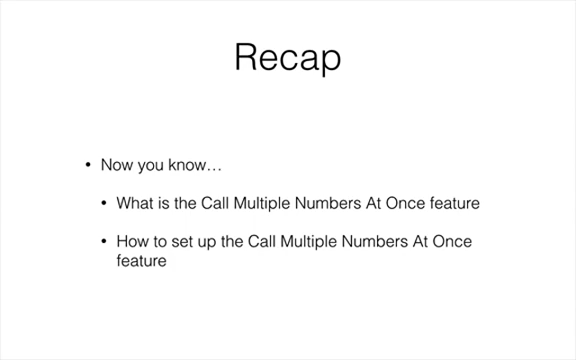 Recap
• Now you know…
• What is the Call Multiple Numbers At Once feature
• How to set up the Call Multiple Numbers At Once
feature